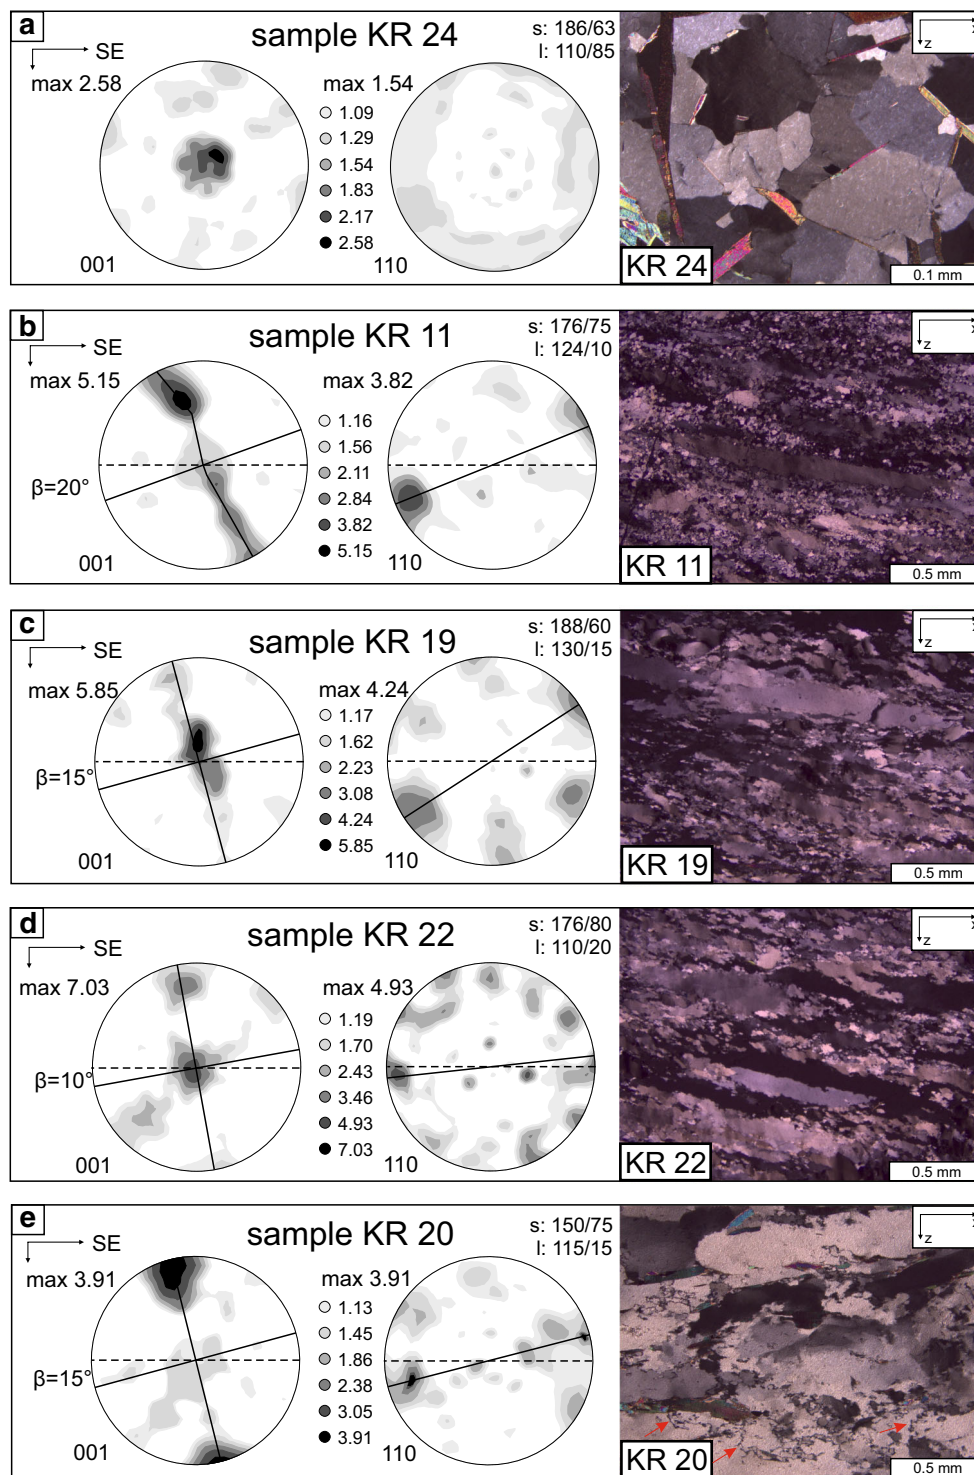 a
sample KR 24
s: 186/63
l: 110/85
SE
max 2.58
max 1.54
1.09
1.29
1.54
1.83
2.17
2.58
001
110
z
KR 24
0.1 mm
b
sample KR 11
s: 176/75
l: 124/10
SE
max 5.15
max 3.82
1.16
1.56
2.11
2.84
3.82
5.15
β=20°
001
110
z
KR 11
0.5 mm
c
sample KR 19
s: 188/60
l: 130/15
SE
max 5.85
max 4.24
1.17
1.62
2.23
3.08
4.24
5.85
β=15°
001
110
z
KR 19
0.5 mm
d
sample KR 22
s: 176/80
l: 110/20
SE
max 7.03
max 4.93
1.19
1.70
2.43
3.46
4.93
7.03
β=10°
001
110
z
KR 22
0.5 mm
e
sample KR 20
s: 150/75
l: 115/15
SE
max 3.91
max 3.91
1.13
1.45
1.86
2.38
3.05
3.91
β=15°
001
110
z
KR 20
0.5 mm